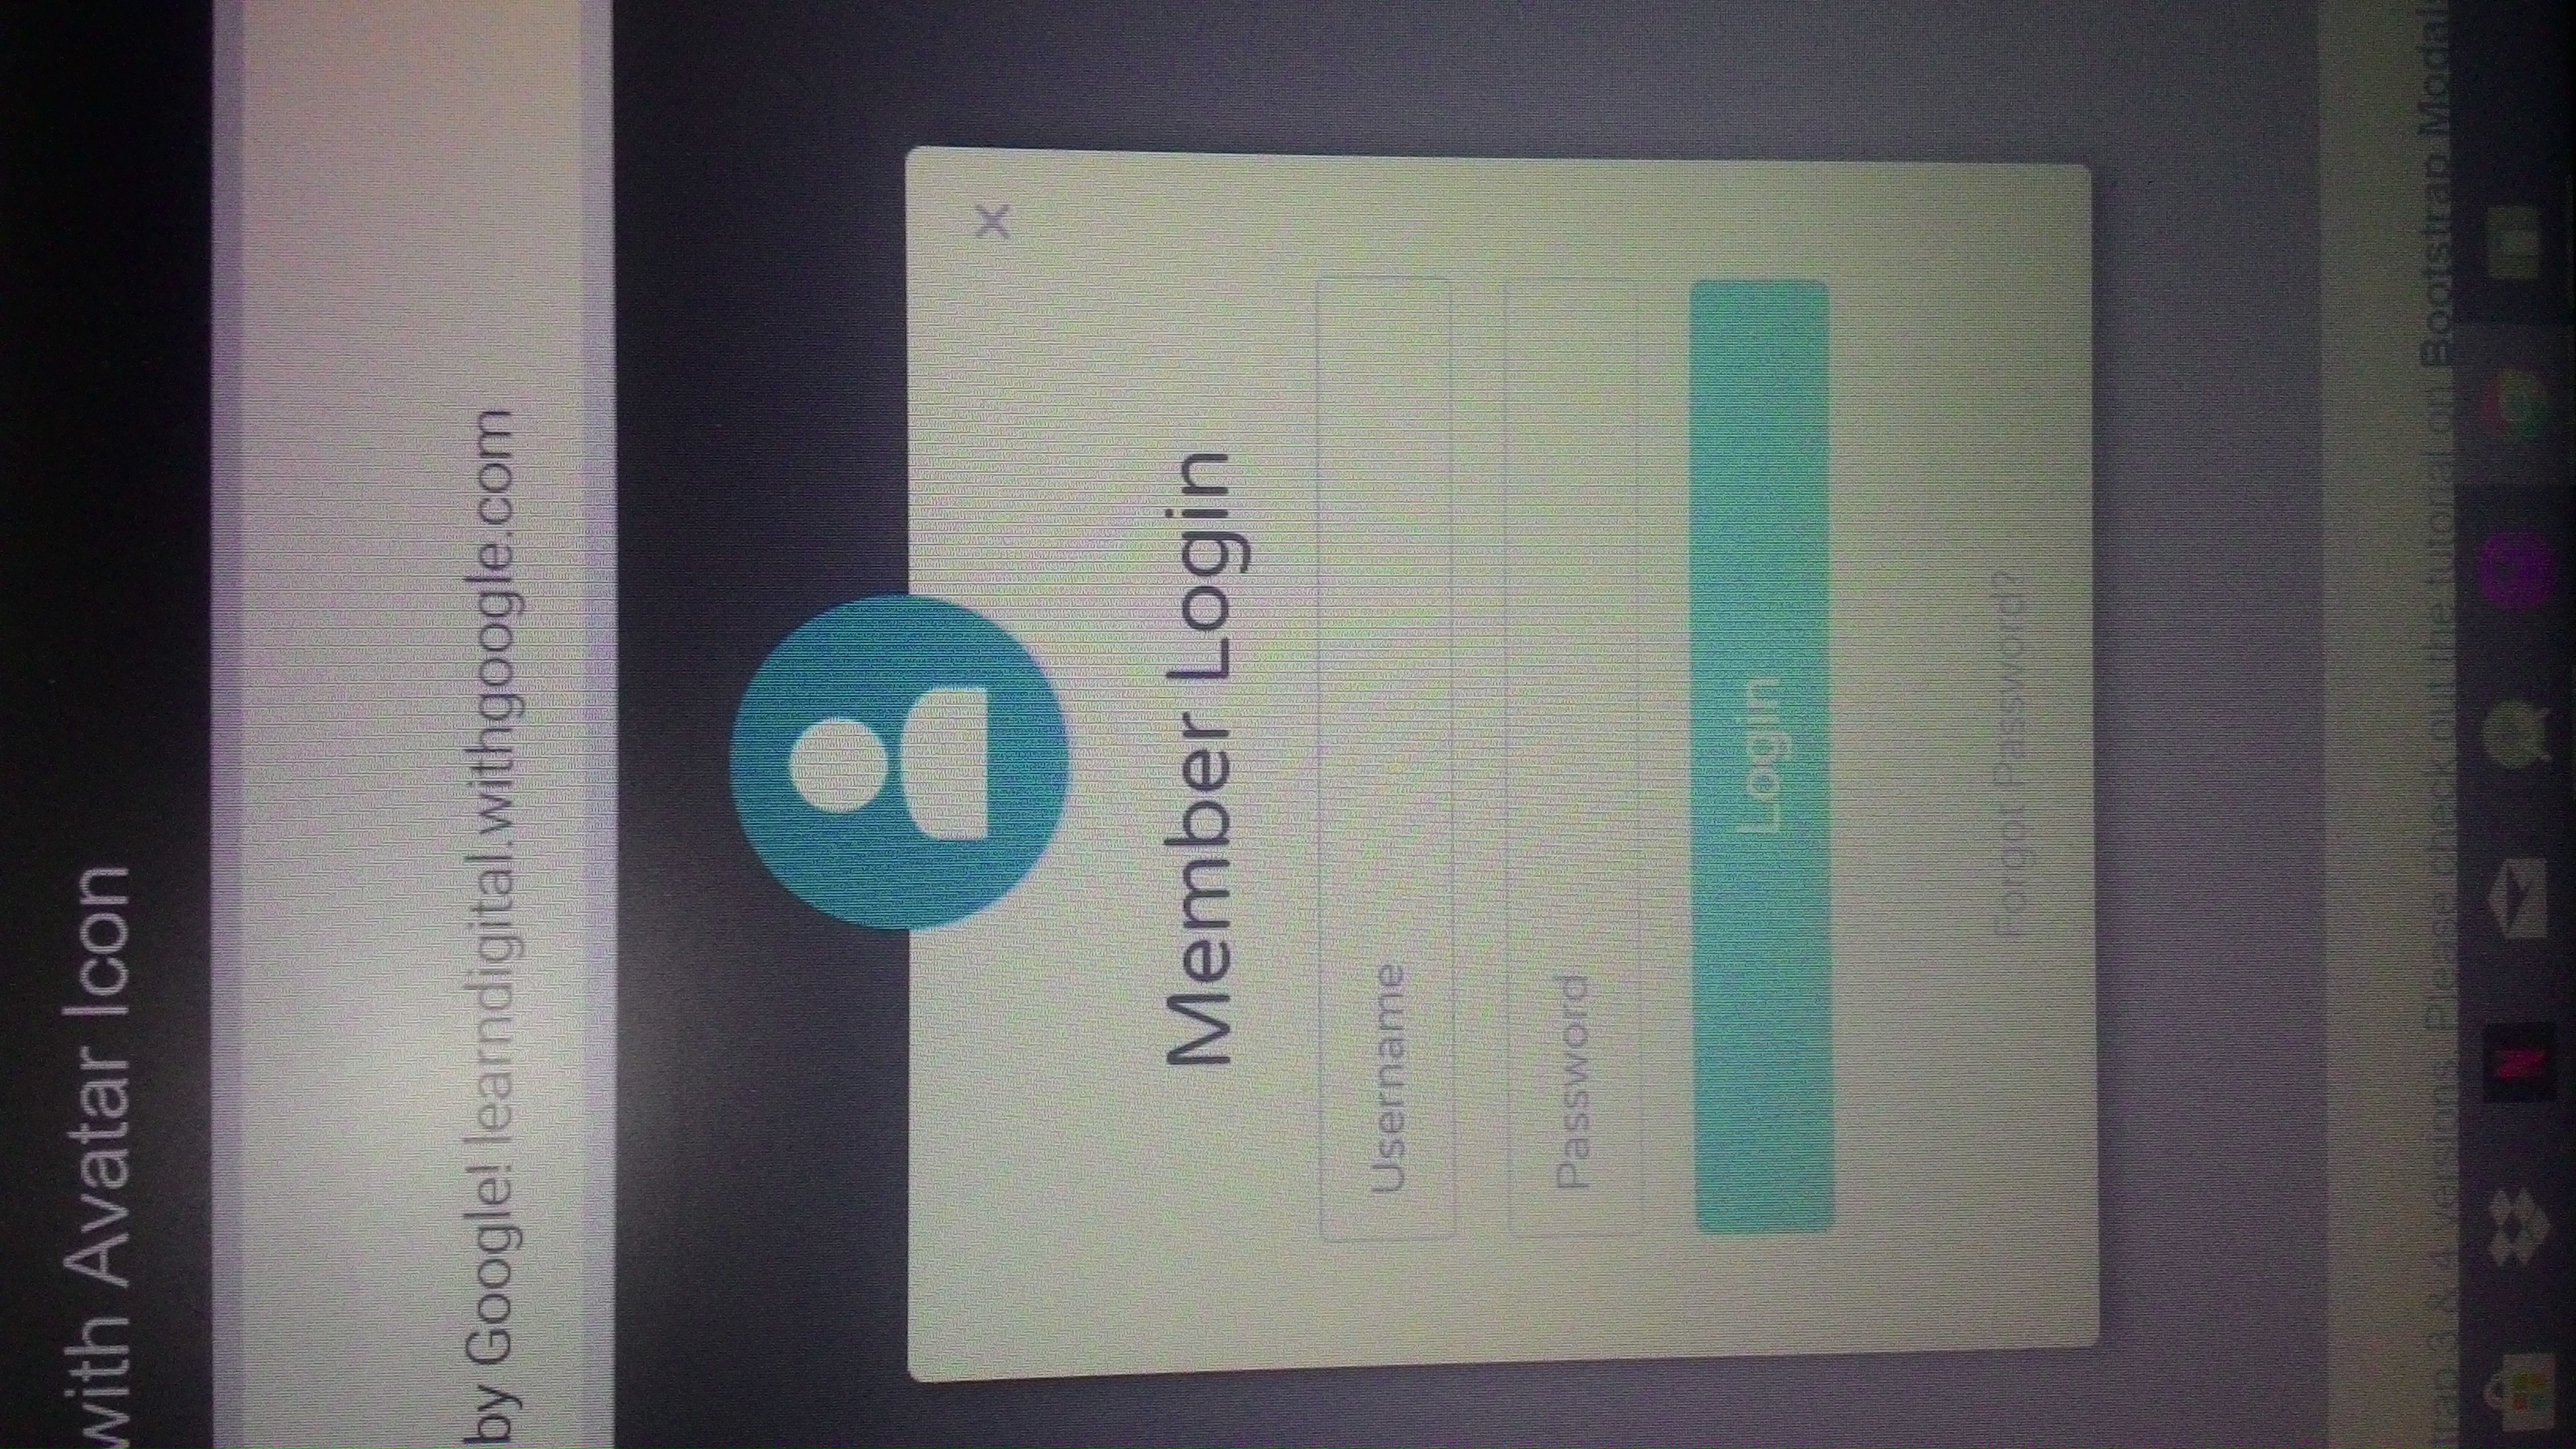 with Avatar Icon
by Google! learndigital.withgoogle.com
×
Member Login
Username
Password
Login
Forgot Password?
trap 3 & 4 versions. Please check out the tutorial on Bootstrap Modal
N